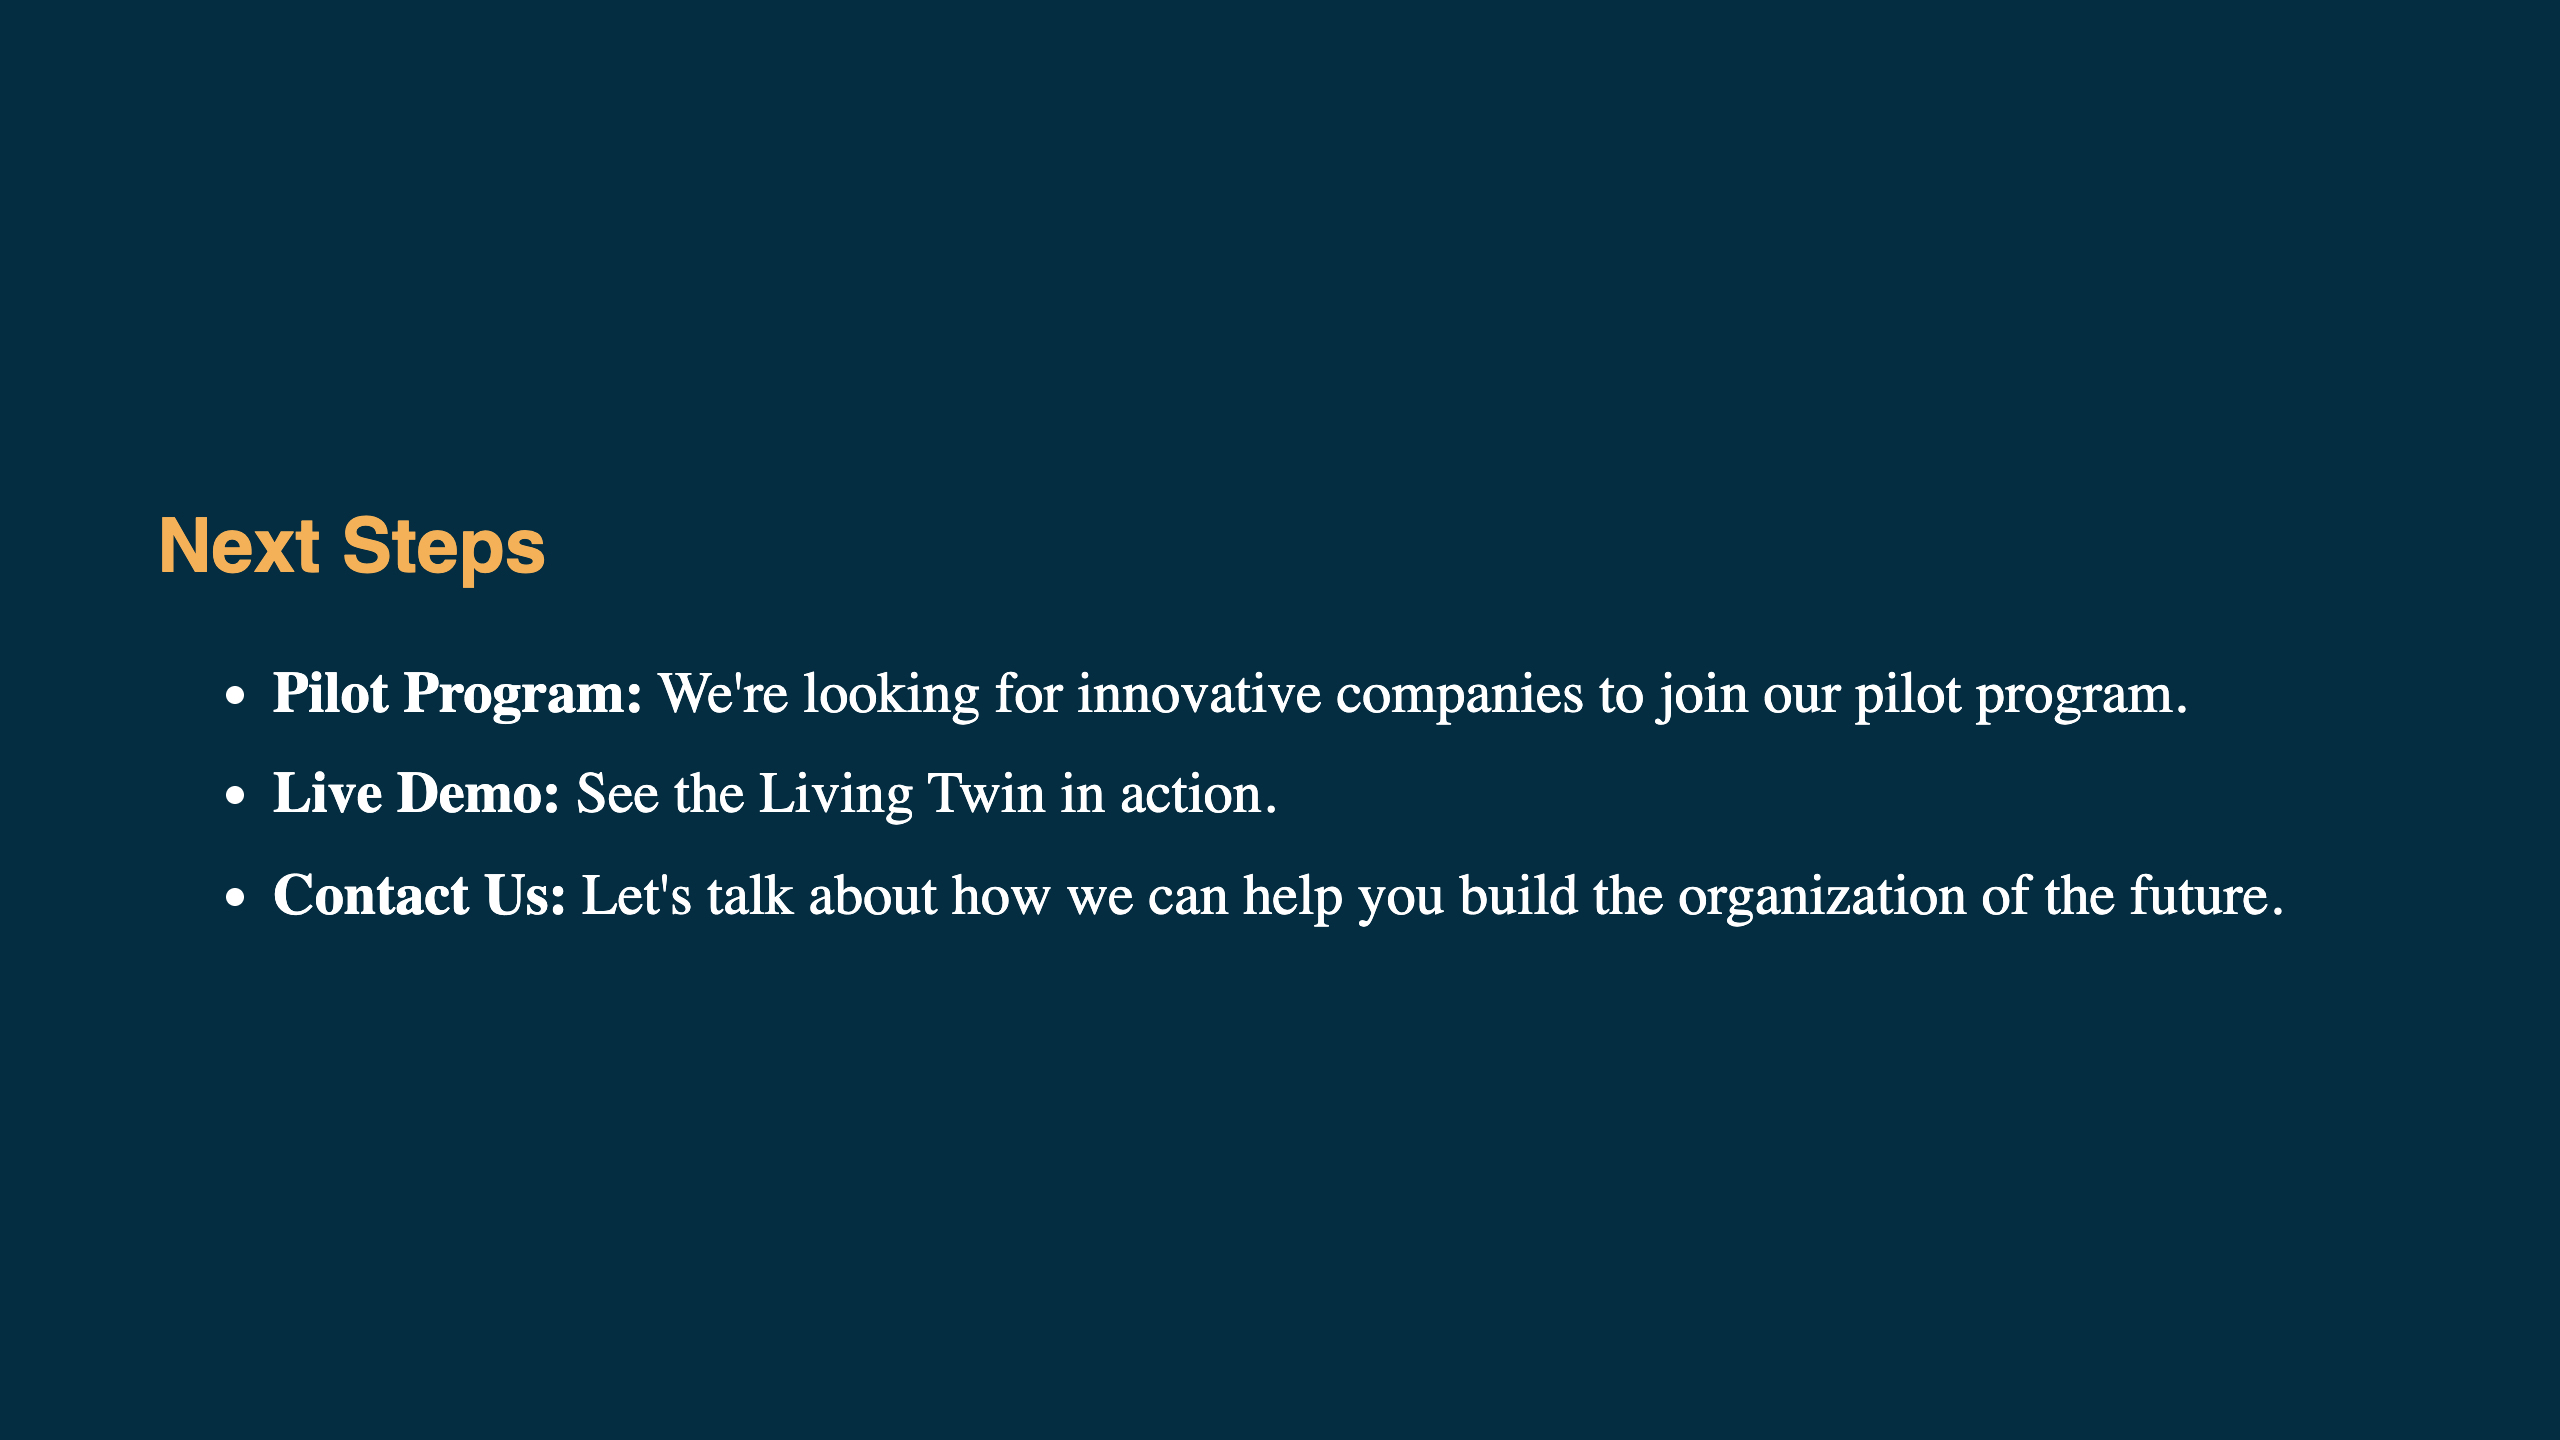 Next Steps
• Pilot Program: We're looking for innovative companies to join our pilot program.
• Live Demo: See the Living Twin in action.
• Contact Us: Let's talk about how we can help you build the organization of the future.